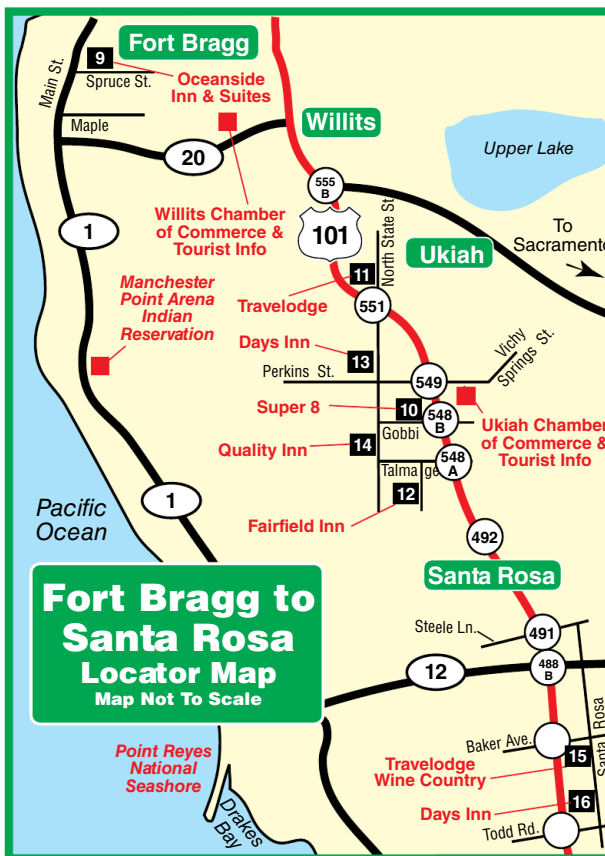 9
Fort Bragg
Main St.
Spruce St.
Oceanside
Inn & Suites
Maple
Willits
20
Upper Lake
555
B
Willits Chamber
of Commerce &
Tourist Info
1
101
North State St.
Ukiah
To
Sacramento
11
Travelodge
551
Manchester
Point Arena
Indian
Reservation
Days Inn
13
Vichy
Springs St.
Perkins St.
549
Super 8
10
548
B
Gobbi
Ukiah Chamber
of Commerce &
Tourist Info
Quality Inn
14
548
A
Talmage
12
Fairfield Inn
1
Pacific
Ocean
492
Santa Rosa
Fort Bragg to
Santa Rosa
Locator Map
Map Not To Scale
Steele Ln.
491
12
488
B
Santa Rosa
Baker Ave.
15
Travelodge
Wine Country
Point Reyes
National
Seashore
16
Days Inn
Drakes
Bay
Todd Rd.